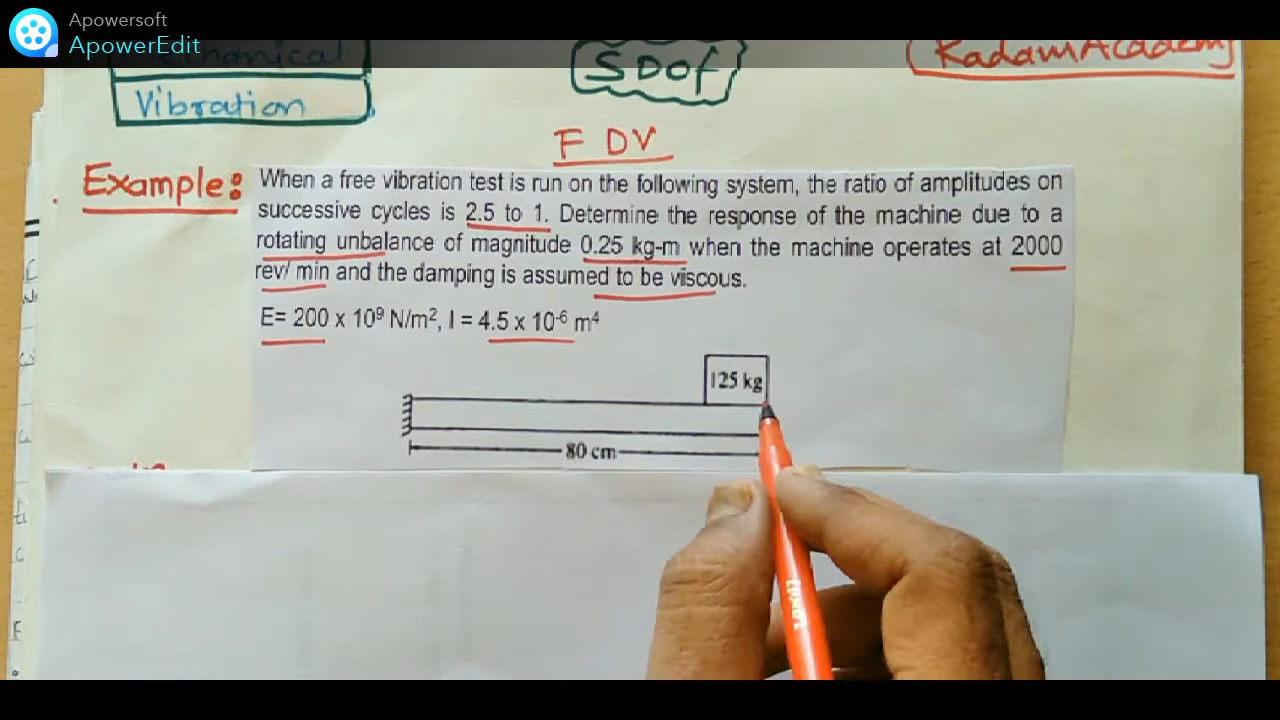 Apowersoft
ApowerEdit
SDof
KadamAcademy
Vibration
F DV
Example:
When a free vibration test is run on the following system, the ratio of amplitudes on
successive cycles is 2.5 to 1. Determine the response of the machine due to a
rotating unbalance of magnitude 0.25 kg-m when the machine operates at 2000
rev/ min and the damping is assumed to be viscous.
E= 200 x 10⁹ N/m², I = 4.5 x 10⁻⁶ m⁴
125 kg
80 cm